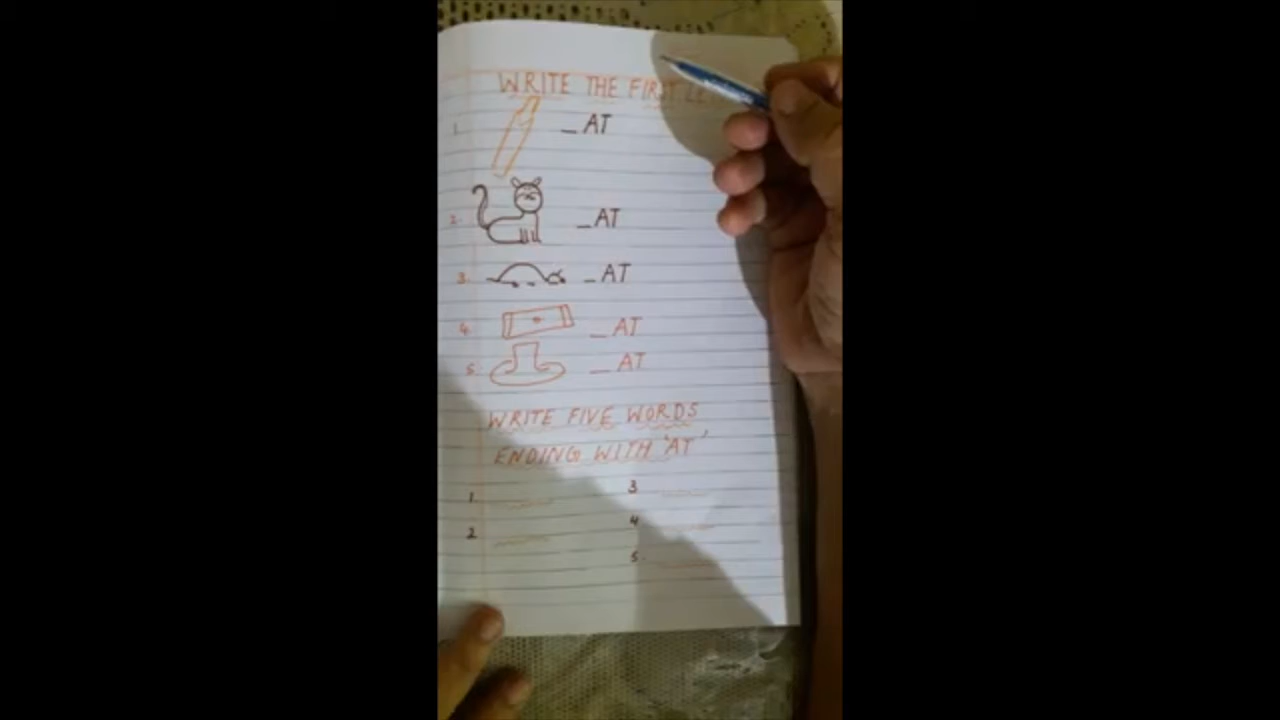 WRITE THE FIRST LE
1. _AT
2. _AT
3. _AT
4. _AT
5. _AT
WRITE FIVE WORDS
ENDING WITH 'AT'
1. 3
2 4
5.